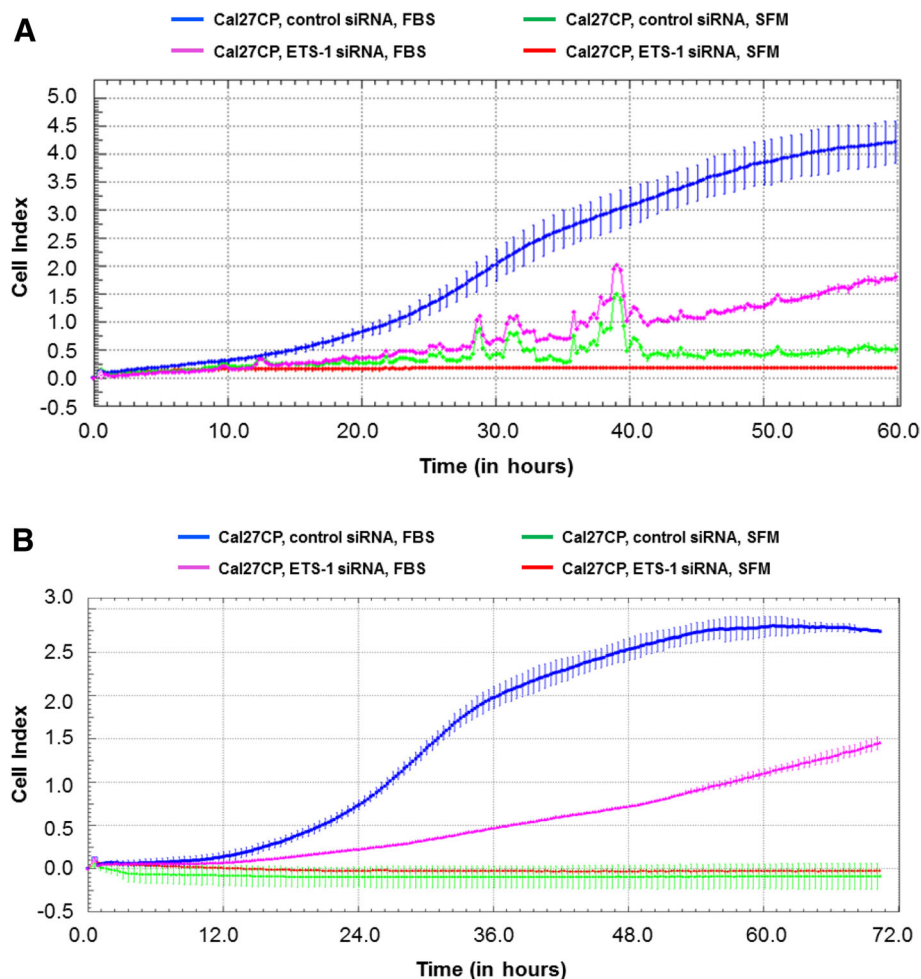 A
Cal27CP, control siRNA, FBS
Cal27CP, control siRNA, SFM
Cal27CP, ETS-1 siRNA, FBS
Cal27CP, ETS-1 siRNA, SFM
Cell Index
5.0
4.5
4.0
3.5
3.0
2.5
2.0
1.5
1.0
0.5
0.0
-0.5
0.0 10.0 20.0 30.0 40.0 50.0 60.0
Time (in hours)
B
Cal27CP, control siRNA, FBS
Cal27CP, control siRNA, SFM
Cal27CP, ETS-1 siRNA, FBS
Cal27CP, ETS-1 siRNA, SFM
Cell Index
3.0
2.5
2.0
1.5
1.0
0.5
0.0
-0.5
0.0 12.0 24.0 36.0 48.0 60.0 72.0
Time (in hours)